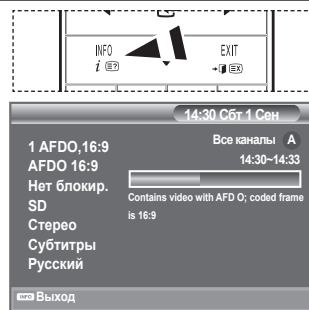 INFO
EXIT
i
14:30 Сбт 1 Сен
1 AFDO,16:9
AFDO 16:9
Нет блокир.
SD
Стерео
Субтитры
Русский
Все каналы A
14:30~14:33
Contains video with AFD O; coded frame
is 16:9
INFO Выход